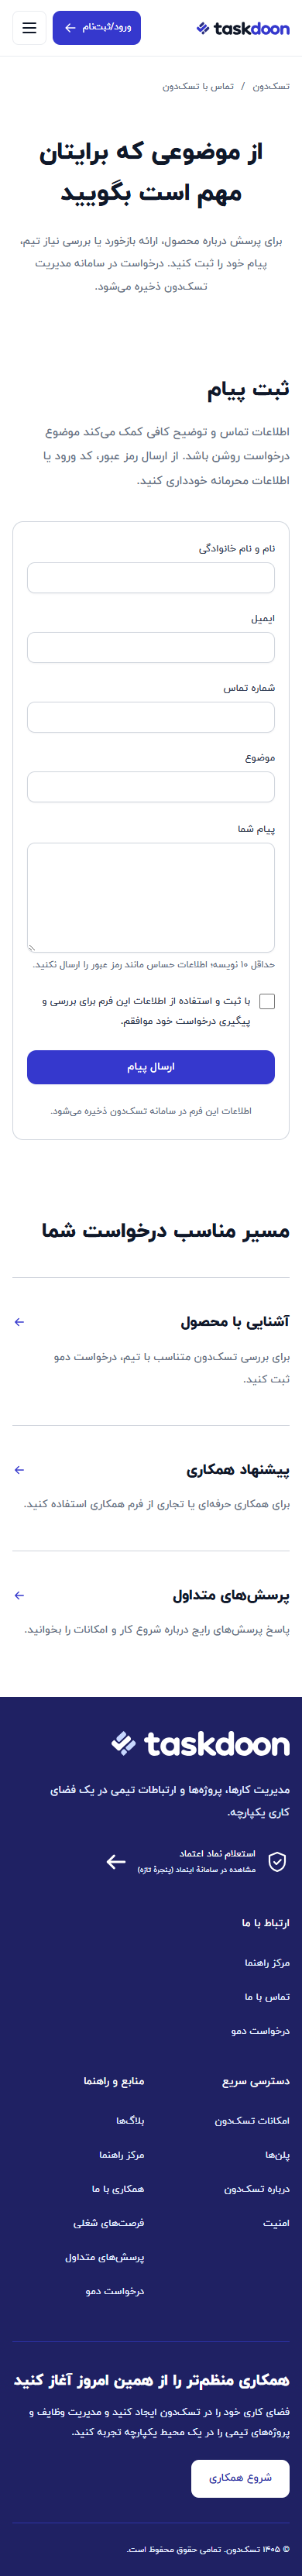 taskdoon
ورود/ثبت‌نام
تسک‌دون / تماس با تسک‌دون
از موضوعی که برایتان
مهم است بگویید
برای پرسش درباره محصول، ارائه بازخورد یا بررسی نیاز تیم،
پیام خود را ثبت کنید. درخواست در سامانه مدیریت
تسک‌دون ذخیره می‌شود.
ثبت پیام
اطلاعات تماس و توضیح کافی کمک می‌کند موضوع
درخواست روشن باشد. از ارسال رمز عبور، کد ورود یا
اطلاعات محرمانه خودداری کنید.
نام و نام خانوادگی
ایمیل
شماره تماس
موضوع
پیام شما
حداقل ۱۰ نویسه؛ اطلاعات حساس مانند رمز عبور را ارسال نکنید.
با ثبت و استفاده از اطلاعات این فرم برای بررسی و
پیگیری درخواست خود موافقم.
ارسال پیام
اطلاعات این فرم در سامانه تسک‌دون ذخیره می‌شود.
مسیر مناسب درخواست شما
آشنایی با محصول
برای بررسی تسک‌دون متناسب با تیم، درخواست دمو
ثبت کنید.
پیشنهاد همکاری
برای همکاری حرفه‌ای یا تجاری از فرم همکاری استفاده کنید.
پرسش‌های متداول
پاسخ پرسش‌های رایج درباره شروع کار و امکانات را بخوانید.
taskdoon
مدیریت کارها، پروژه‌ها و ارتباطات تیمی در یک فضای
کاری یکپارچه.
استعلام نماد اعتماد
مشاهده در سامانهٔ اینماد (پنجرهٔ تازه)
ارتباط با ما
مرکز راهنما
تماس با ما
درخواست دمو
دسترسی سریع
امکانات تسک‌دون
پلن‌ها
درباره تسک‌دون
امنیت
منابع و راهنما
بلاگ‌ها
مرکز راهنما
همکاری با ما
فرصت‌های شغلی
پرسش‌های متداول
درخواست دمو
همکاری منظم‌تر را از همین امروز آغاز کنید
فضای کاری خود را در تسک‌دون ایجاد کنید و مدیریت وظایف و
پروژه‌های تیمی را در یک محیط یکپارچه تجربه کنید.
شروع همکاری
© ۱۴۰۵ تسک‌دون. تمامی حقوق محفوظ است.